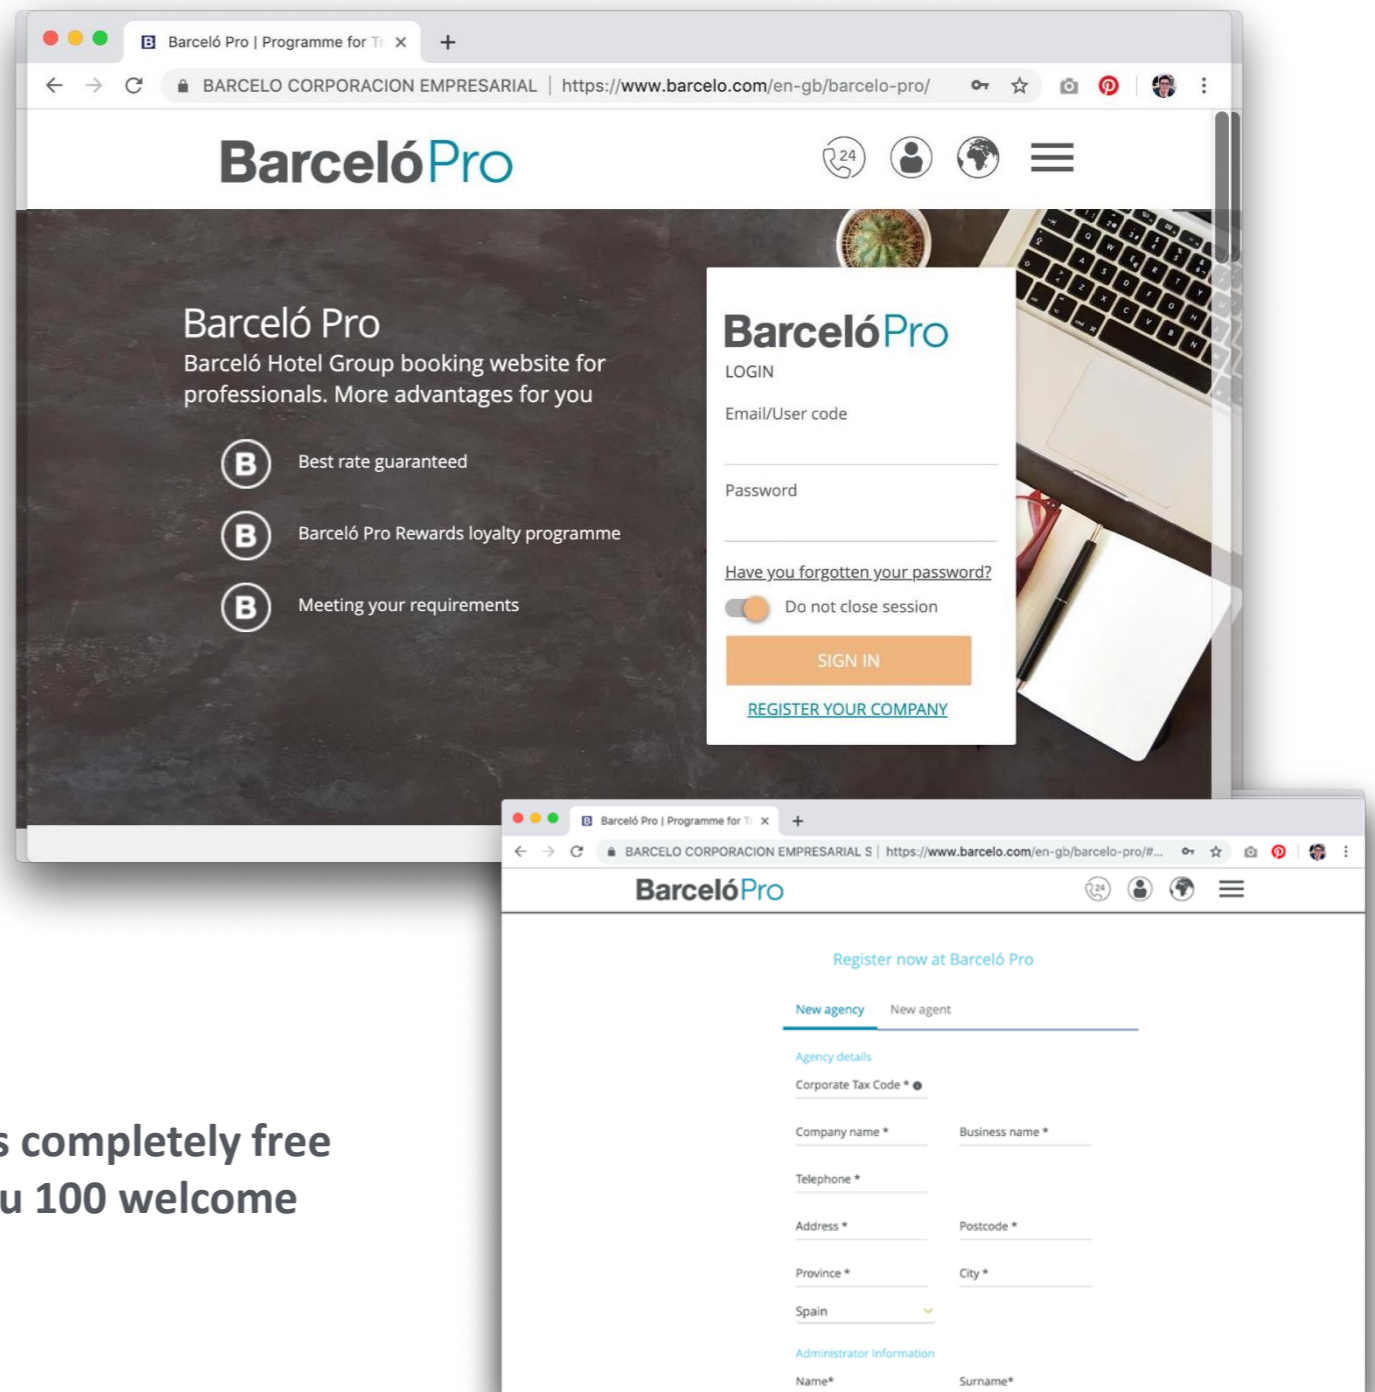 Barceló Pro | Programme for Tr
BARCELO CORPORACION EMPRESARIAL | https://www.barcelo.com/en-gb/barcelo-pro/
BarcelóPro
24
Barceló Pro
Barceló Hotel Group booking website for
professionals. More advantages for you
B Best rate guaranteed
B Barceló Pro Rewards loyalty programme
B Meeting your requirements
BarcelóPro
LOGIN
Email/User code
Password
Have you forgotten your password?
Do not close session
SIGN IN
REGISTER YOUR COMPANY
Barceló Pro | Programme for Tr
BARCELO CORPORACION EMPRESARIAL S | https://www.barcelo.com/en-gb/barcelo-pro/#...
BarcelóPro
24
Register now at Barceló Pro
New agency New agent
Agency details
Corporate Tax Code *
Company name * Business name *
Telephone *
Address * Postcode *
Province * City *
Spain
Administrator Information
Name* Surname*
s completely free
u 100 welcome